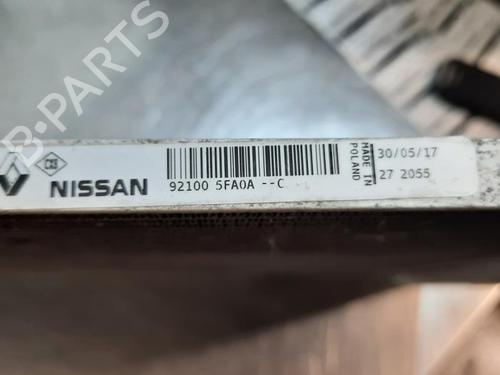 B-PARTS
NISSAN
92100 5FA0A --C
MADE IN
POLAND
30/05/17
27 2055